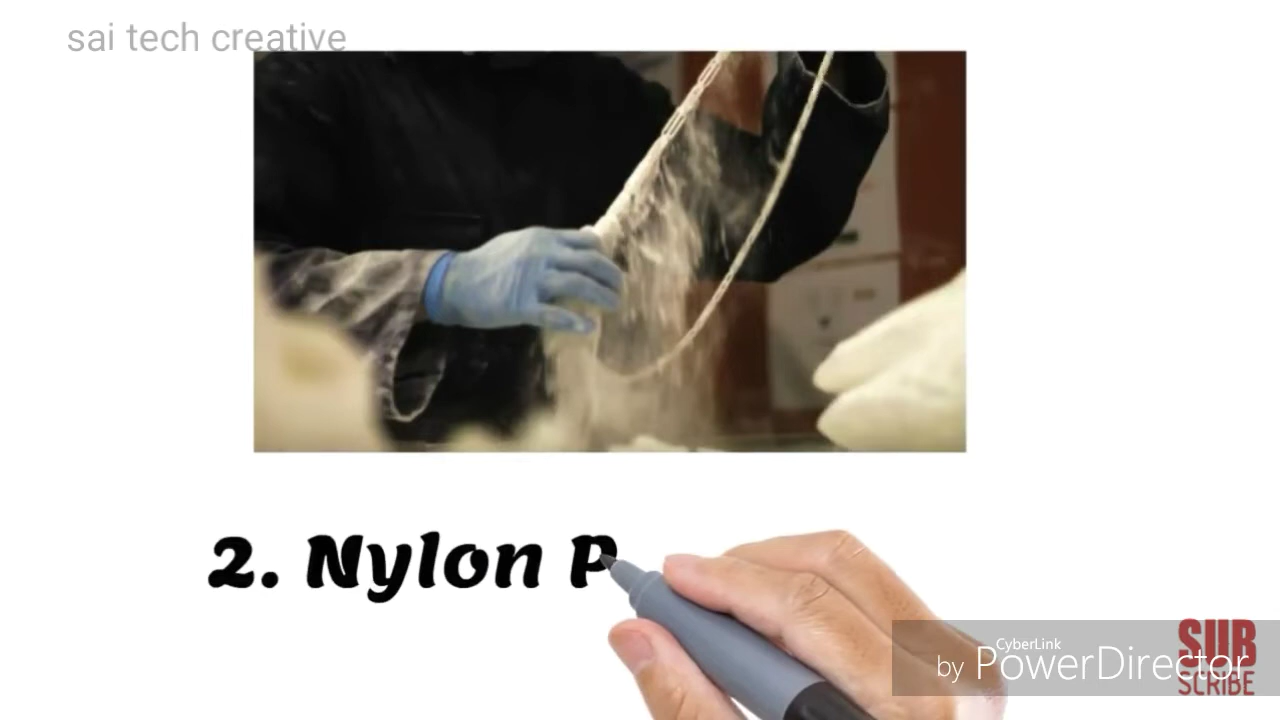 sai tech creative
2. Nylon P
CyberLink
by PowerDirector
SUB
SCRIBE